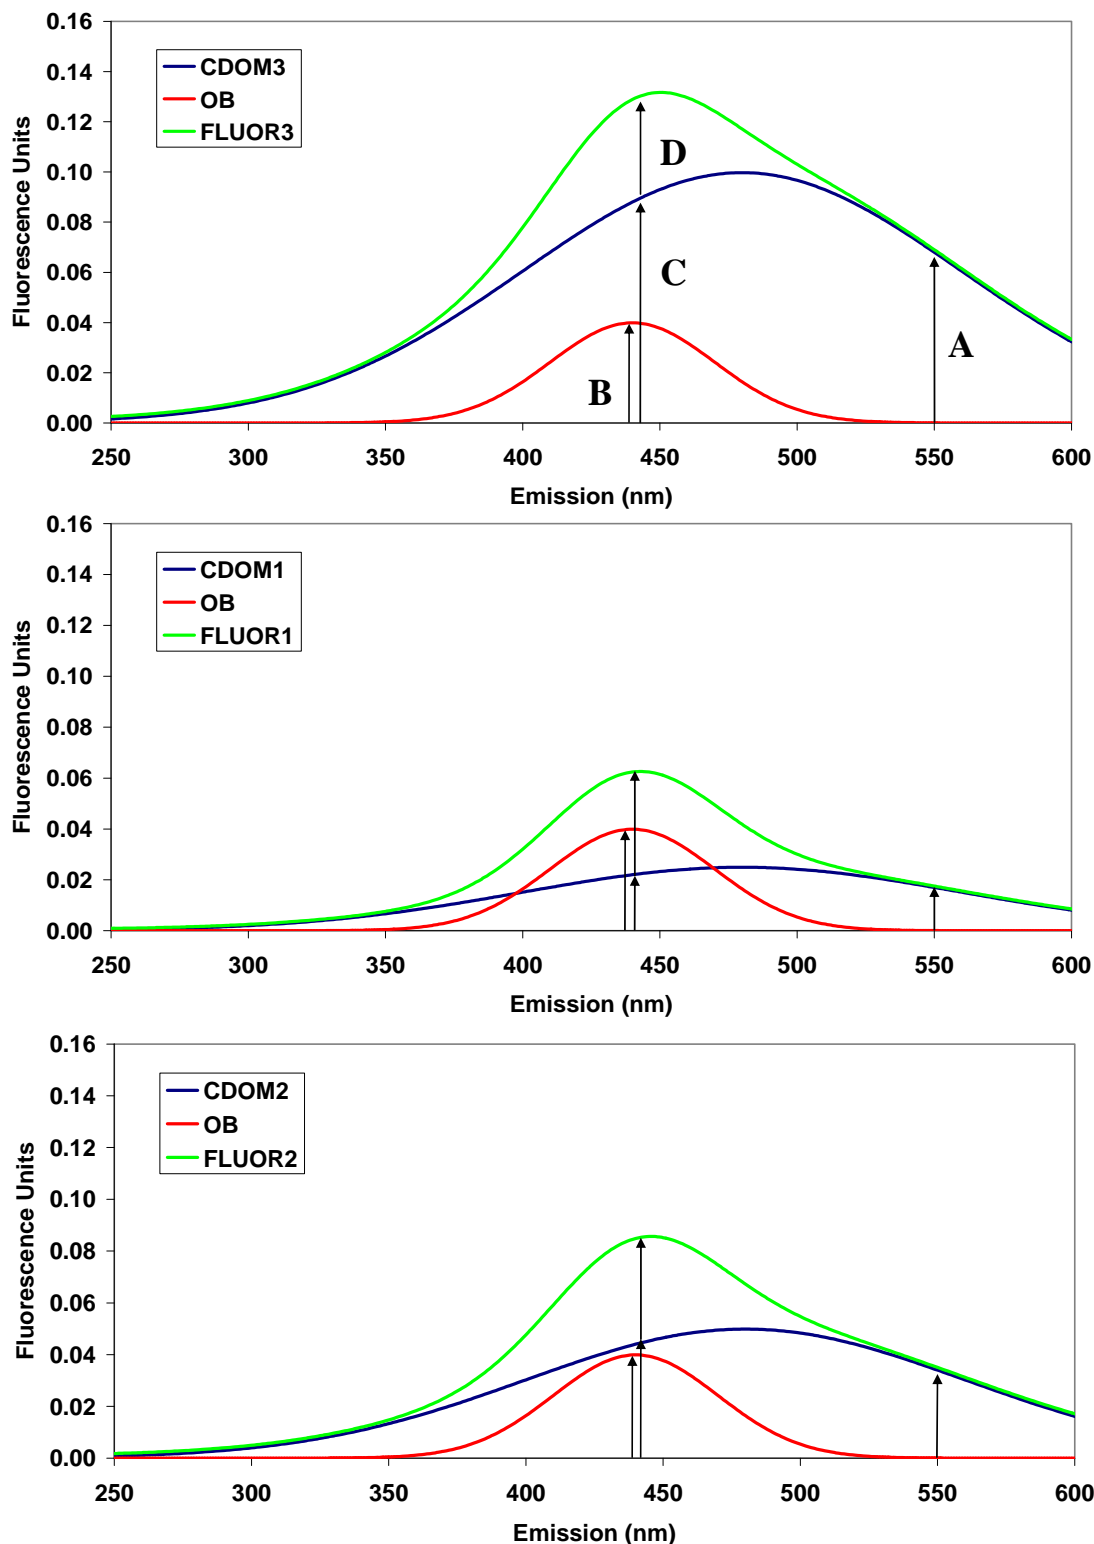 0.16
0.14
0.12
0.10
0.08
0.06
0.04
0.02
0.00
Fluorescence Units
CDOM3
OB
FLUOR3
D
C
B
A
250 300 350 400 450 500 550 600
Emission (nm)
0.16
0.14
0.12
0.10
0.08
0.06
0.04
0.02
0.00
Fluorescence Units
CDOM1
OB
FLUOR1
250 300 350 400 450 500 550 600
Emission (nm)
0.16
0.14
0.12
0.10
0.08
0.06
0.04
0.02
0.00
Fluorescence Units
CDOM2
OB
FLUOR2
250 300 350 400 450 500 550 600
Emission (nm)